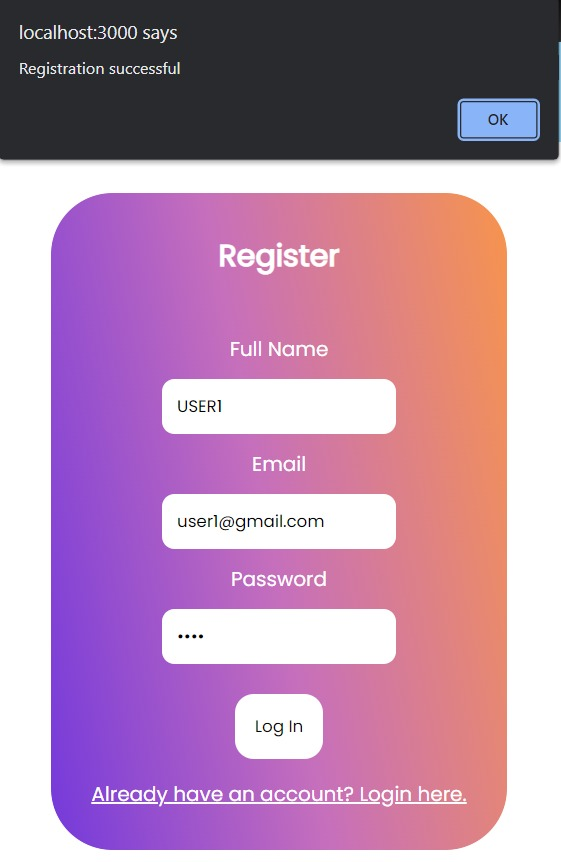 localhost:3000 says
Registration successful
OK
Register
Full Name
USER1
Email
user1@gmail.com
Password
••••
Log In
Already have an account? Login here.